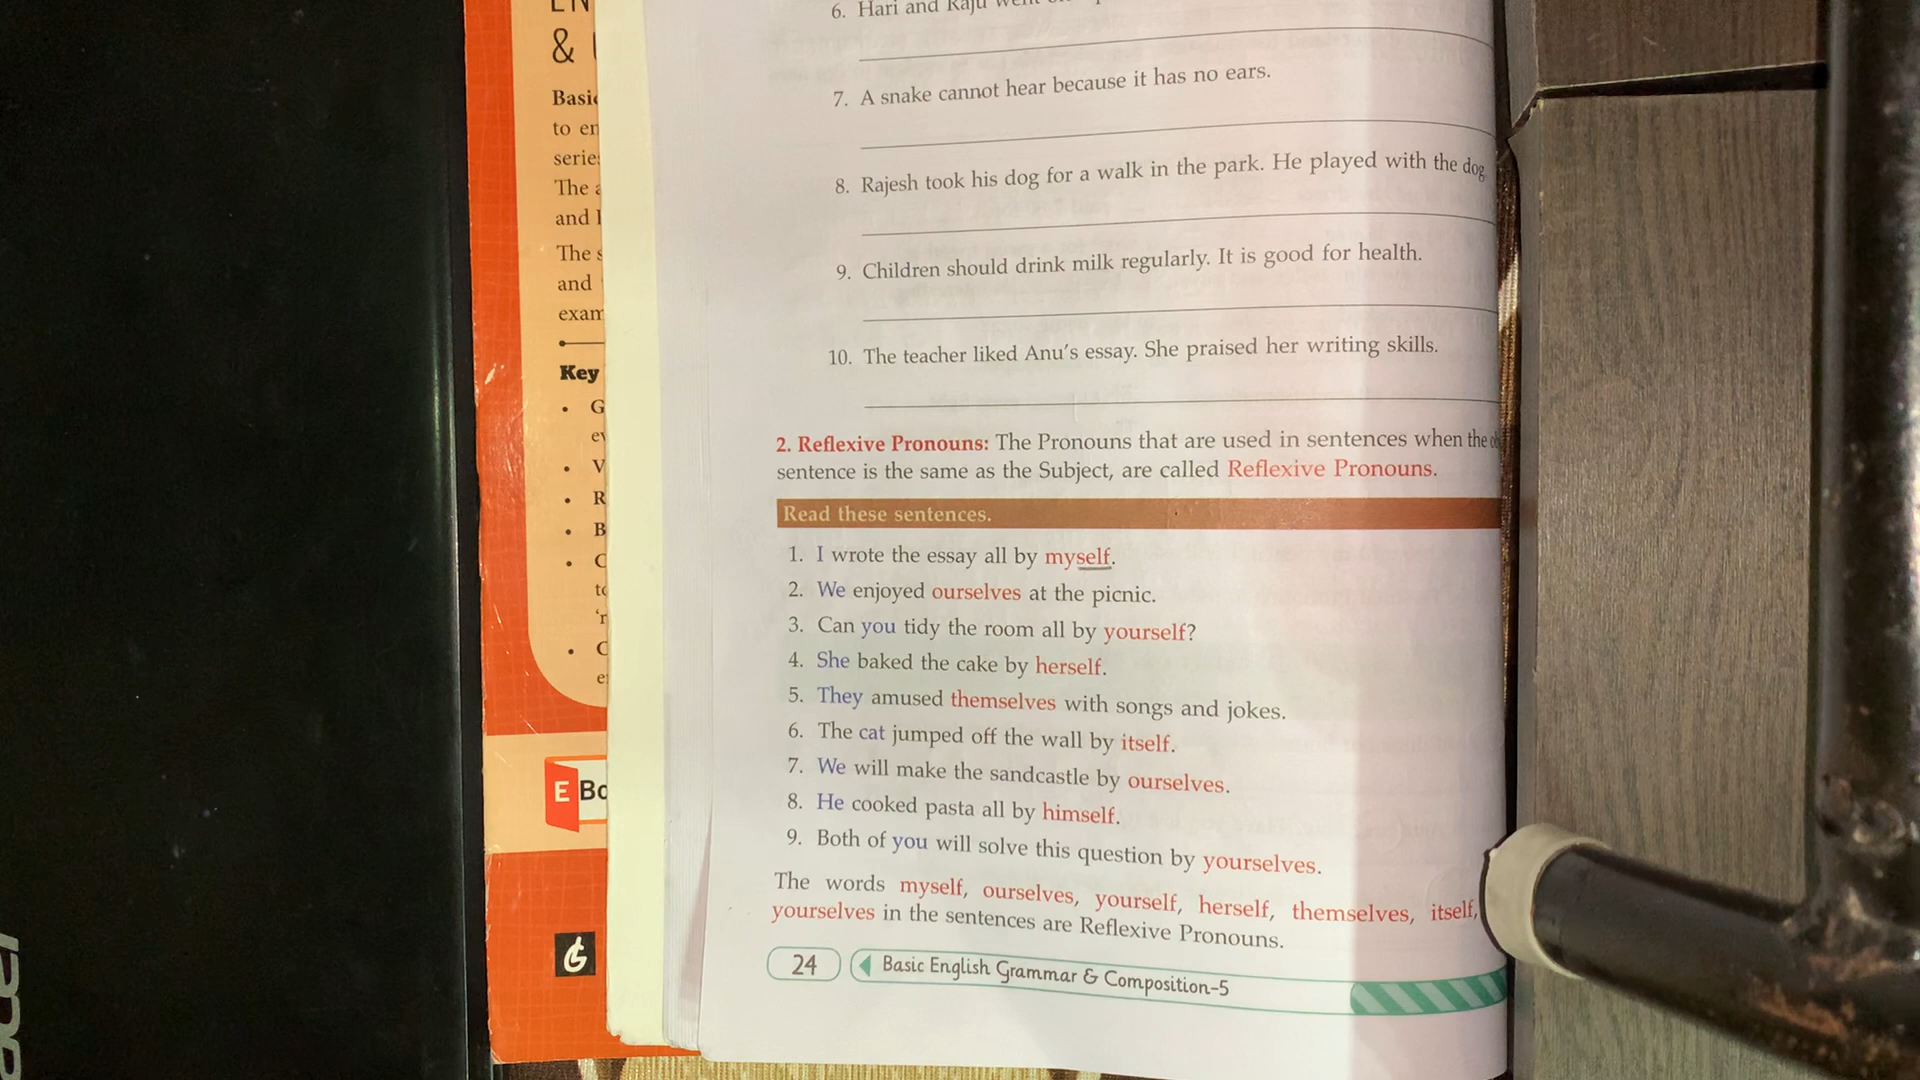 EN
&
Basic
to en
series
The a
and
The s
and
exam
Key
G
ev
V
R
B
C
to
'r
C
e
E Bo
acer
6. Hari and Raju went
7. A snake cannot hear because it has no ears.
8. Rajesh took his dog for a walk in the park. He played with the dog.
9. Children should drink milk regularly. It is good for health.
10. The teacher liked Anu's essay. She praised her writing skills.
2. Reflexive Pronouns: The Pronouns that are used in sentences when the
sentence is the same as the Subject, are called Reflexive Pronouns.
Read these sentences.
1. I wrote the essay all by myself.
2. We enjoyed ourselves at the picnic.
3. Can you tidy the room all by yourself?
4. She baked the cake by herself.
5. They amused themselves with songs and jokes.
6. The cat jumped off the wall by itself.
7. We will make the sandcastle by ourselves.
8. He cooked pasta all by himself.
9. Both of you will solve this question by yourselves.
The words myself, ourselves, yourself, herself, themselves, itself,
yourselves in the sentences are Reflexive Pronouns.
24 Basic English Grammar & Composition-5